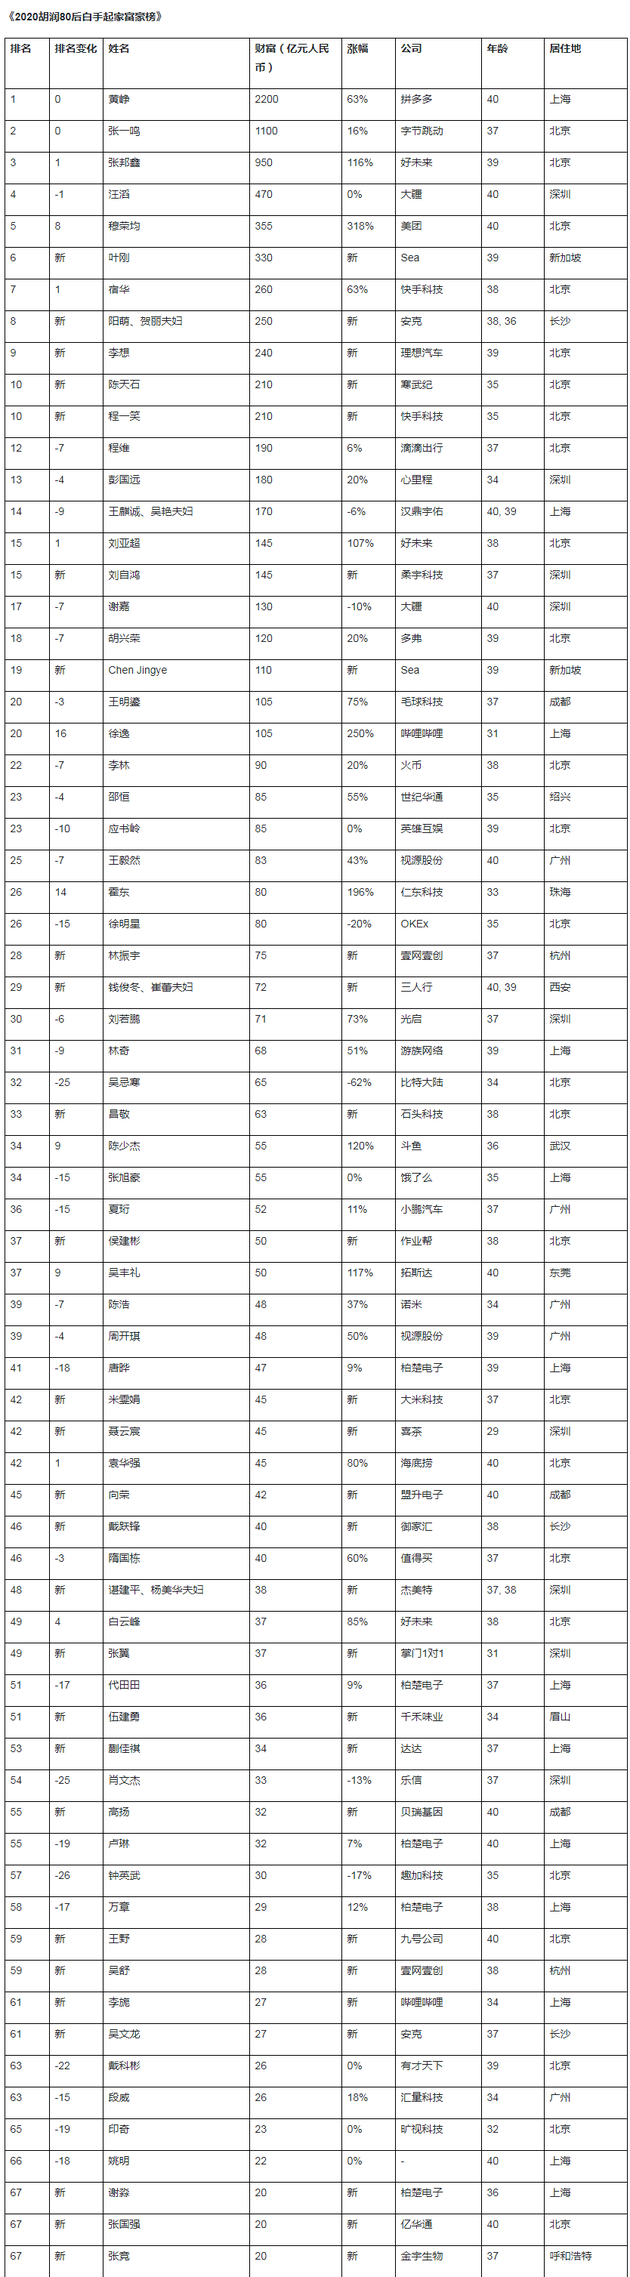 《2020胡润80后白手起家富豪榜》
排名 排名变化 姓名 财富（亿元人民币） 涨幅 公司 年龄 居住地
1 0 黄峥 2200 63% 拼多多 40 上海
2 0 张一鸣 1100 16% 字节跳动 37 北京
3 1 张邦鑫 950 116% 好未来 39 北京
4 -1 汪滔 470 0% 大疆 40 深圳
5 8 穆荣均 355 318% 美团 40 北京
6 新 叶刚 330 新 Sea 39 新加坡
7 1 宿华 260 63% 快手科技 38 北京
8 新 阳萌、贺丽夫妇 250 新 安克 38, 36 长沙
9 新 李想 240 新 理想汽车 39 北京
10 新 陈天石 210 新 寒武纪 35 北京
10 新 程一笑 210 新 快手科技 35 北京
12 -7 程维 190 6% 滴滴出行 37 北京
13 -4 彭国远 180 20% 心里程 34 深圳
14 -9 王麒诚、吴艳夫妇 170 -6% 汉鼎宇佑 40, 39 上海
15 1 刘亚超 145 107% 好未来 38 北京
15 新 刘自鸿 145 新 柔宇科技 37 深圳
17 -7 谢嘉 130 -10% 大疆 40 深圳
18 -7 胡兴荣 120 20% 多弗 39 北京
19 新 Chen Jingye 110 新 Sea 39 新加坡
20 -3 王明鎏 105 75% 毛球科技 37 成都
20 16 徐逸 105 250% 哔哩哔哩 31 上海
22 -7 李林 90 20% 火币 38 北京
23 -4 邵恒 85 55% 世纪华通 35 绍兴
23 -10 应书岭 85 0% 英雄互娱 39 北京
25 -7 王毅然 83 43% 视源股份 40 广州
26 14 霍东 80 196% 仁东科技 33 珠海
26 -15 徐明星 80 -20% OKEx 35 北京
28 新 林振宇 75 新 壹网壹创 37 杭州
29 新 钱俊冬、崔蕾夫妇 72 新 三人行 40, 39 西安
30 -6 刘若鹏 71 73% 光启 37 深圳
31 -9 林奇 68 51% 游族网络 39 上海
32 -25 吴忌寒 65 -62% 比特大陆 34 北京
33 新 昌敬 63 新 石头科技 38 北京
34 9 陈少杰 55 120% 斗鱼 36 武汉
34 -15 张旭豪 55 0% 饿了么 35 上海
36 -15 夏珩 52 11% 小鹏汽车 37 广州
37 新 侯建彬 50 新 作业帮 38 北京
37 9 吴丰礼 50 117% 拓斯达 40 东莞
39 -7 陈浩 48 37% 诺米 34 广州
39 -4 周开琪 48 50% 视源股份 39 广州
41 -18 唐晔 47 9% 柏楚电子 39 上海
42 新 米雯娟 45 新 大米科技 37 北京
42 新 聂云宸 45 新 喜茶 29 深圳
42 1 袁华强 45 80% 海底捞 40 北京
45 新 向荣 42 新 盟升电子 40 成都
46 新 戴跃锋 40 新 御家汇 38 长沙
46 -3 隋国栋 40 60% 值得买 37 北京
48 新 谌建平、杨美华夫妇 38 新 杰美特 37, 38 深圳
49 4 白云峰 37 85% 好未来 38 北京
49 新 张翼 37 新 掌门1对1 31 深圳
51 -17 代田田 36 9% 柏楚电子 37 上海
51 新 伍建勇 36 新 千禾味业 34 眉山
53 新 蒯佳祺 34 新 达达 37 上海
54 -25 肖文杰 33 -13% 乐信 37 深圳
55 新 高扬 32 新 贝瑞基因 40 成都
55 -19 卢琳 32 7% 柏楚电子 40 上海
57 -26 钟英武 30 -17% 趣加科技 35 北京
58 -17 万章 29 12% 柏楚电子 38 上海
59 新 王野 28 新 九号公司 40 北京
59 新 吴舒 28 新 壹网壹创 38 杭州
61 新 李旎 27 新 哔哩哔哩 34 上海
61 新 吴文龙 27 新 安克 37 长沙
63 -22 戴科彬 26 0% 有才天下 39 北京
63 -15 段威 26 18% 汇量科技 34 广州
65 -19 印奇 23 0% 旷视科技 32 北京
66 -18 姚明 22 0% - 40 上海
67 新 谢淼 20 新 柏楚电子 36 上海
67 新 张国强 20 新 亿华通 40 北京
67 新 张竞 20 新 金宇生物 37 呼和浩特